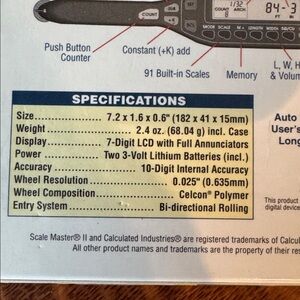 COUNT
1/32
84-3
FT IN
MODE SCALE M + LENGTH WIDTH
Push Button
Counter
Constant (+K) add
91 Built-in Scales
Memory
L, W, H
& Volum
SPECIFICATIONS
Size 7.2 x 1.6 x 0.6" (182 x 41 x 15mm)
Weight 2.4 oz. (68.04 g) incl. Case
Display 7-Digit LCD with Full Annunciators
Power Two 3-Volt Lithium Batteries (incl.)
Accuracy 10-Digit Internal Accuracy
Wheel Resolution 0.025" (0.635mm)
Wheel Composition Celcon® Polymer
Entry System Bi-directional Rolling
Auto
User's
Long
This product
digital devices
Scale Master® II and Calculated Industries® are registered trademarks of Calcul
All other product names and trademarks are the property of their res